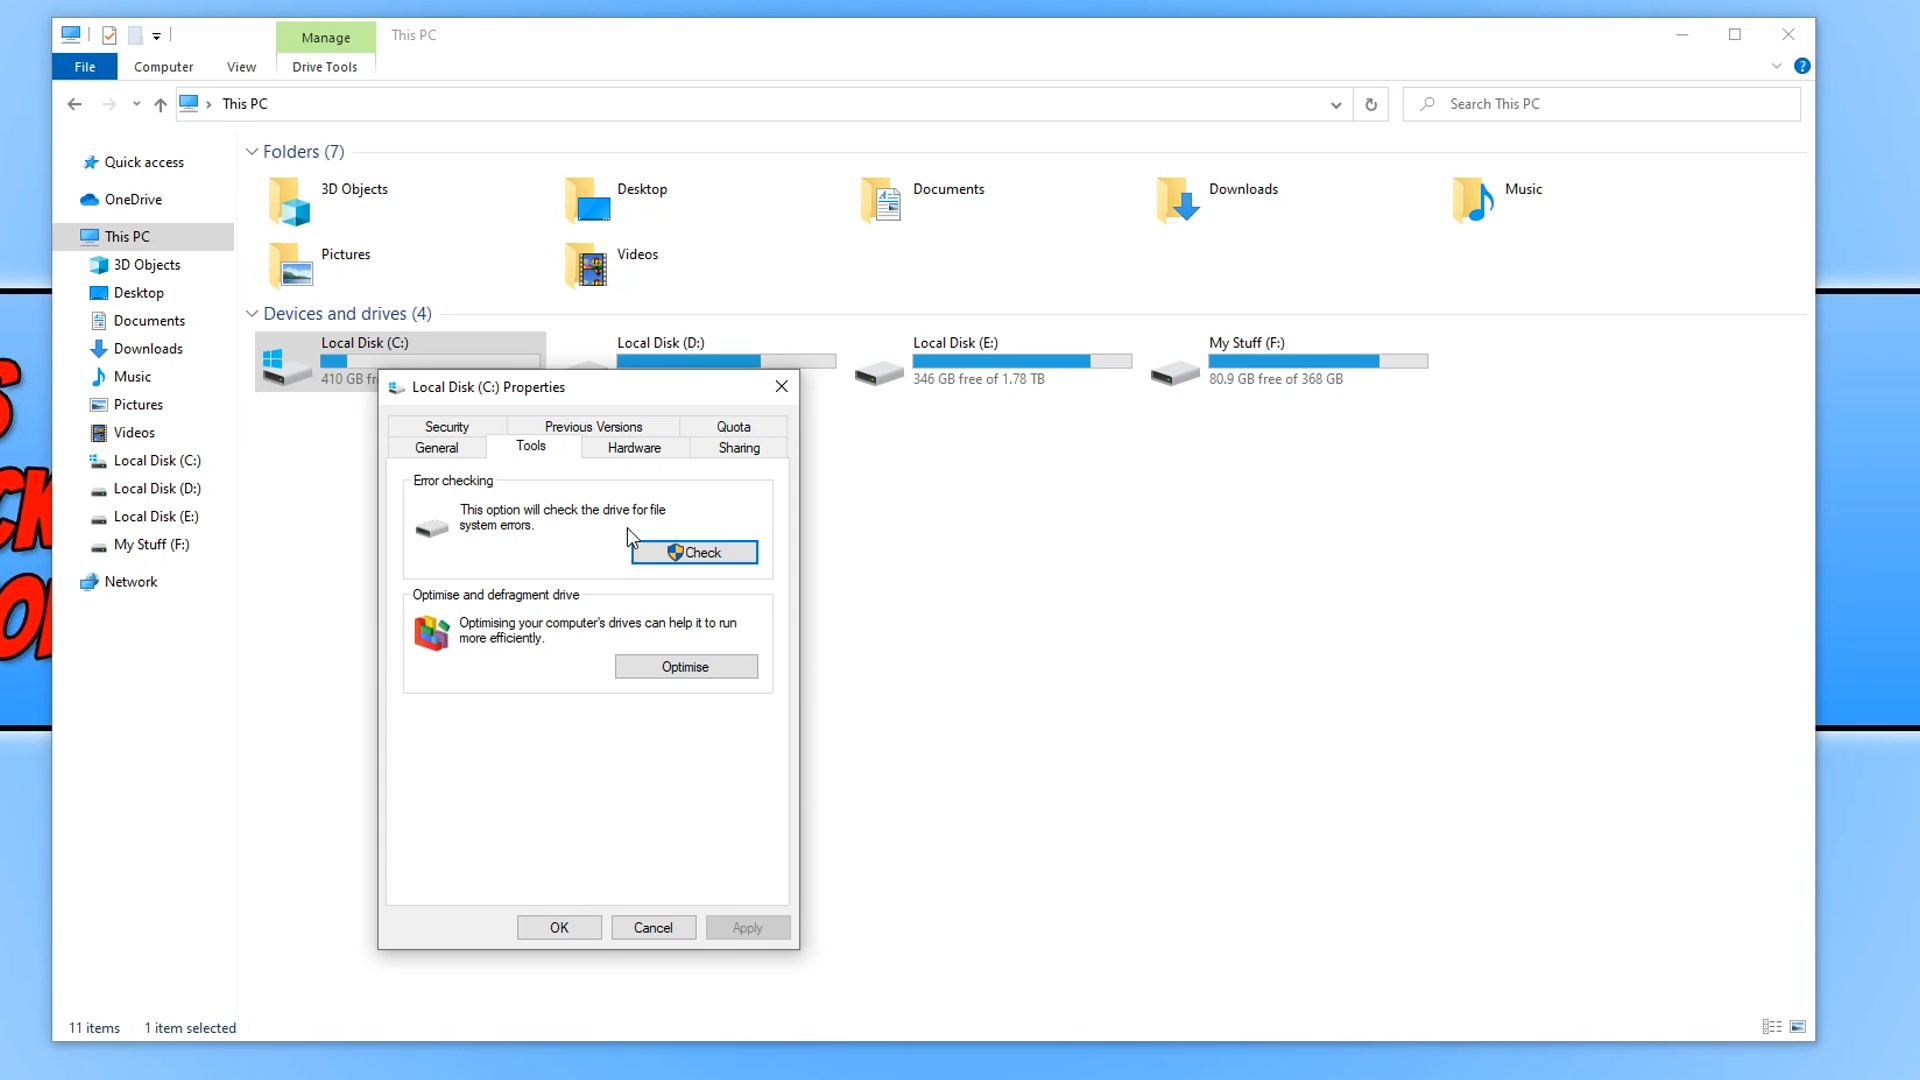 Manage
This PC
File
Computer
View
Drive Tools
This PC
Search This PC
Quick access
OneDrive
This PC
3D Objects
Desktop
Documents
Downloads
Music
Pictures
Videos
Local Disk (C:)
Local Disk (D:)
Local Disk (E:)
My Stuff (F:)
Network
Folders (7)
3D Objects
Desktop
Documents
Downloads
Music
Pictures
Videos
Devices and drives (4)
Local Disk (C:)
410 GB
Local Disk (D:)
Local Disk (E:)
346 GB free of 1.78 TB
My Stuff (F:)
80.9 GB free of 368 GB
Local Disk (C:) Properties
Security
Previous Versions
Quota
General
Tools
Hardware
Sharing
Error checking
This option will check the drive for file
system errors.
Check
Optimise and defragment drive
Optimising your computer's drives can help it to run
more efficiently.
Optimise
OK
Cancel
Apply
11 items
1 item selected